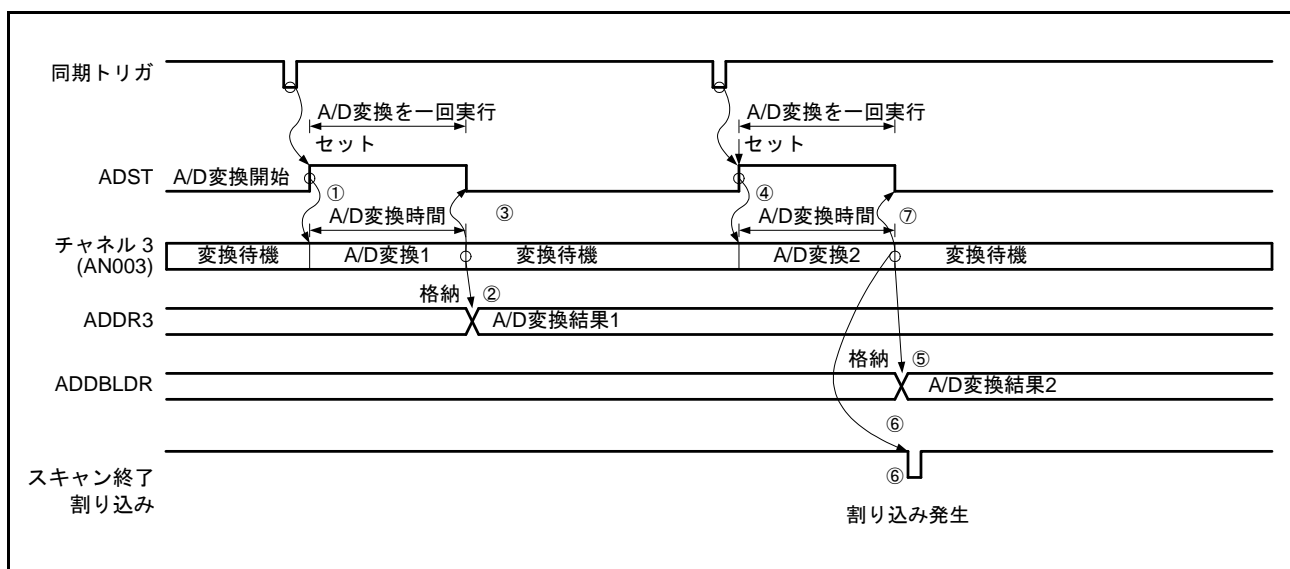 同期トリガ
A/D変換を一回実行
A/D変換を一回実行
セット
セット
ADST
A/D変換開始
①
③
④
⑦
A/D変換時間
A/D変換時間
チャネル 3
(AN003)
変換待機
A/D変換1
変換待機
A/D変換2
変換待機
格納
②
ADDR3
A/D変換結果1
格納
⑤
ADDBLDR
A/D変換結果2
⑥
スキャン終了
割り込み
⑥
割り込み発生